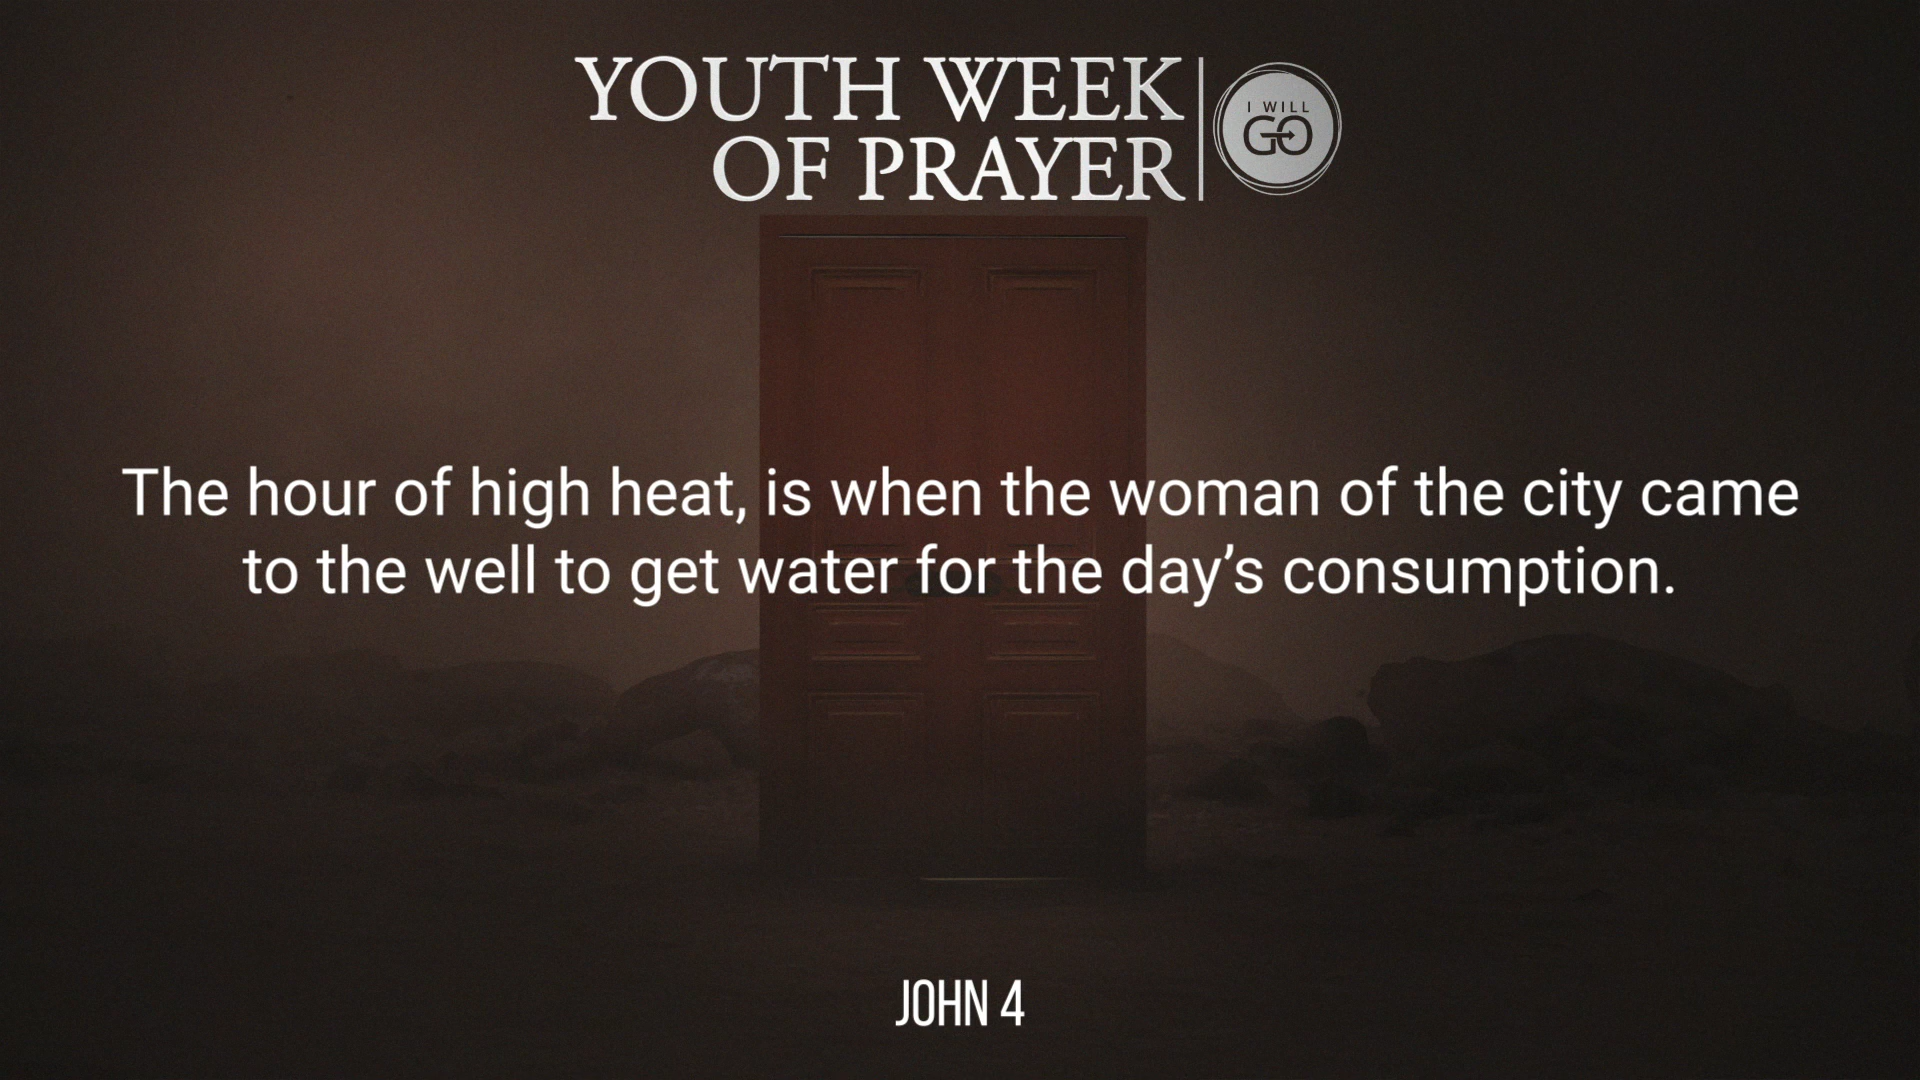 YOUTH WEEK
OF PRAYER
I WILL
GO
The hour of high heat, is when the woman of the city came
to the well to get water for the day’s consumption.
JOHN 4